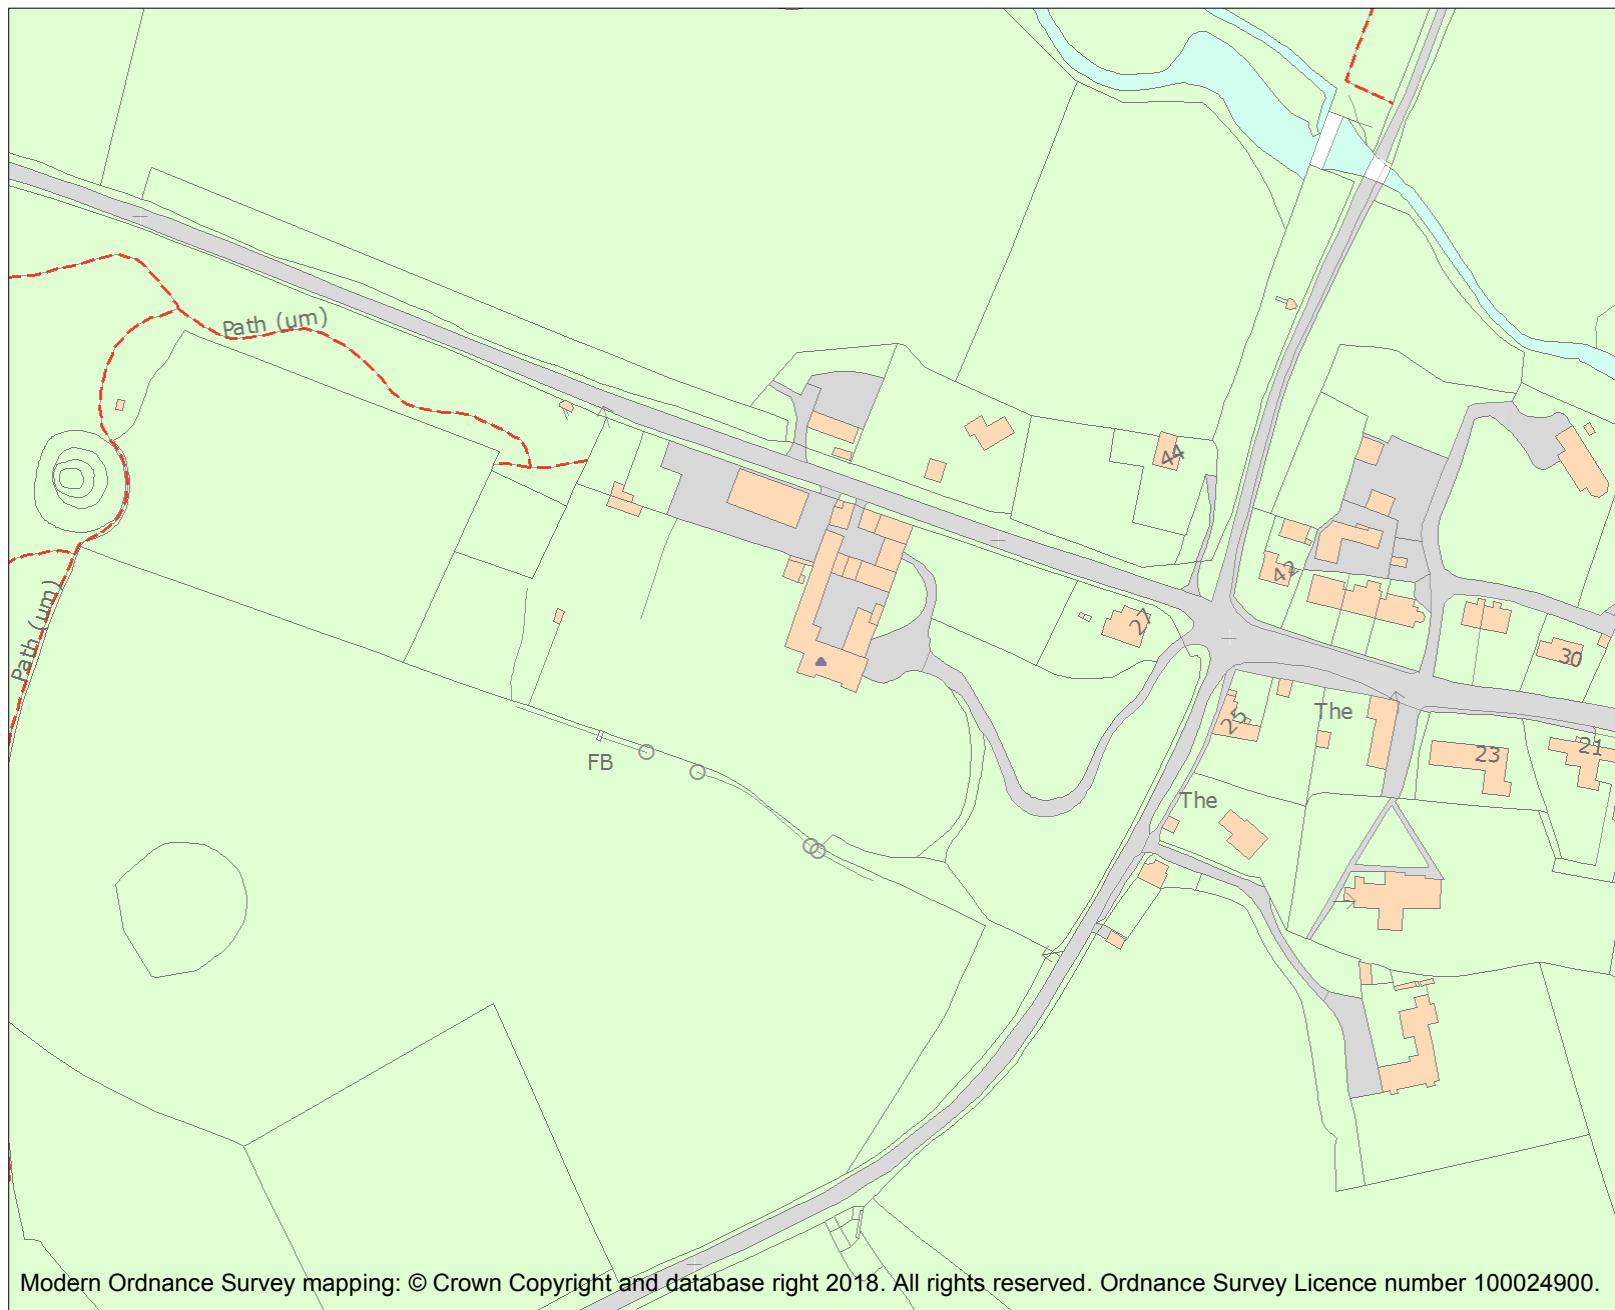 Path (um)
44
42
Path (um)
27
30
The
25
21
23
FB
The
Modern Ordnance Survey mapping: © Crown Copyright and database right 2018. All rights reserved. Ordnance Survey Licence number 100024900.